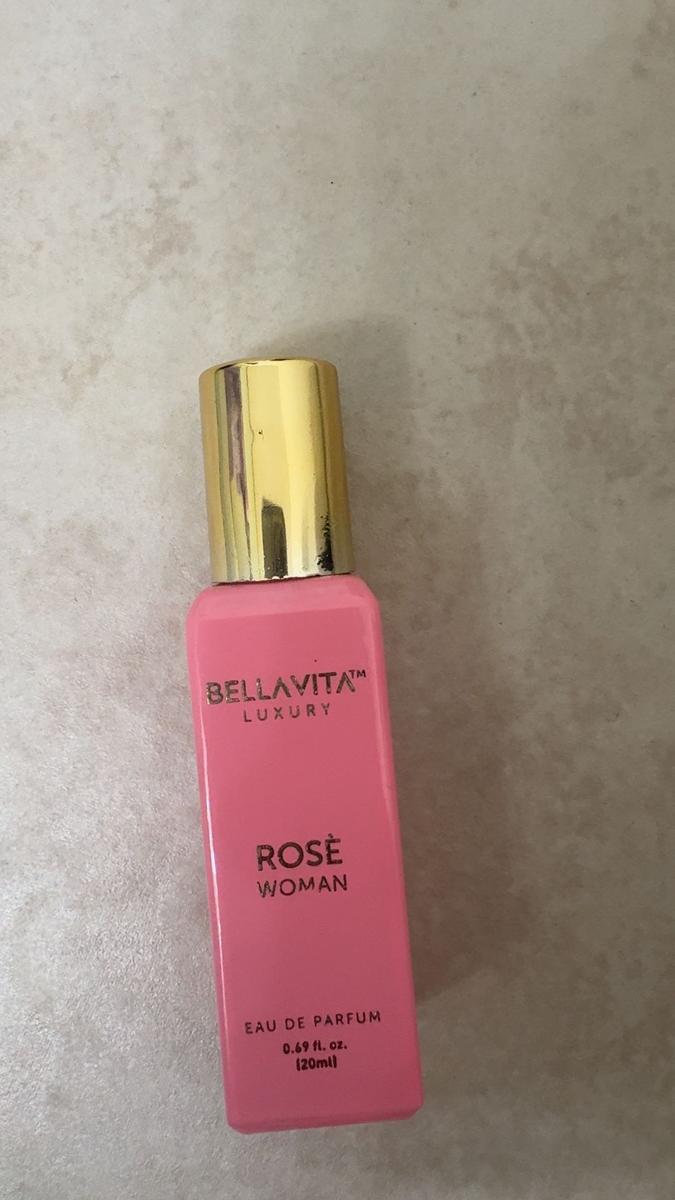 BELLAVITA™
LUXURY
ROSÈ
WOMAN
EAU DE PARFUM
0.69 fl. oz.
(20ml)